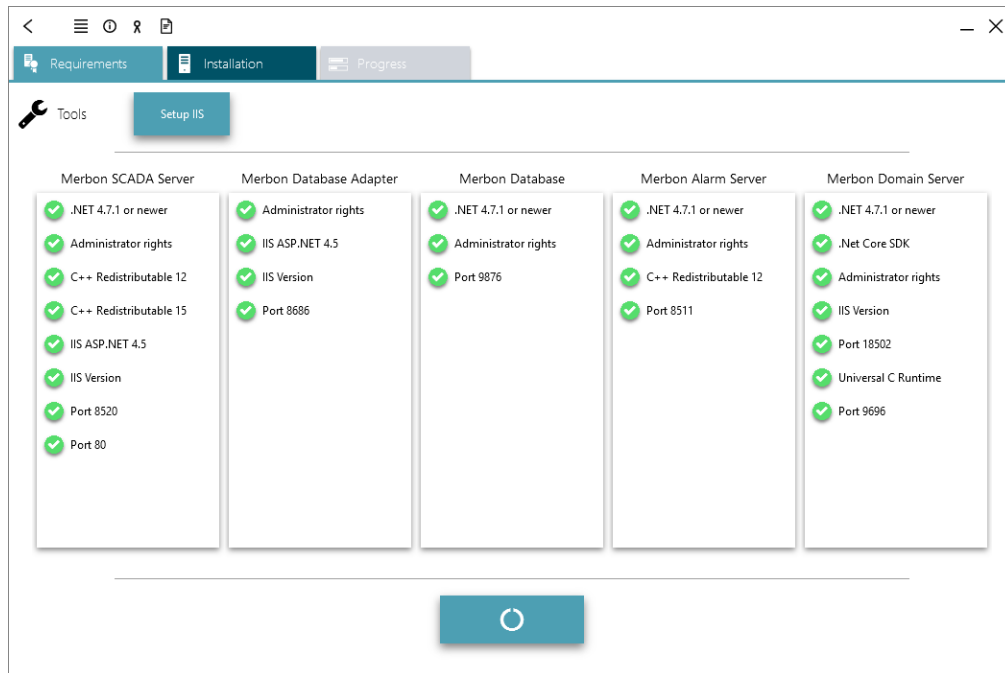 Requirements
Installation
Progress
Tools
Setup IIS
Merbon SCADA Server
.NET 4.7.1 or newer
Administrator rights
C++ Redistributable 12
C++ Redistributable 15
IIS ASP.NET 4.5
IIS Version
Port 8520
Port 80
Merbon Database Adapter
Administrator rights
IIS ASP.NET 4.5
IIS Version
Port 8686
Merbon Database
.NET 4.7.1 or newer
Administrator rights
Port 9876
Merbon Alarm Server
.NET 4.7.1 or newer
Administrator rights
C++ Redistributable 12
Port 8511
Merbon Domain Server
.NET 4.7.1 or newer
.Net Core SDK
Administrator rights
IIS Version
Port 18502
Universal C Runtime
Port 9696